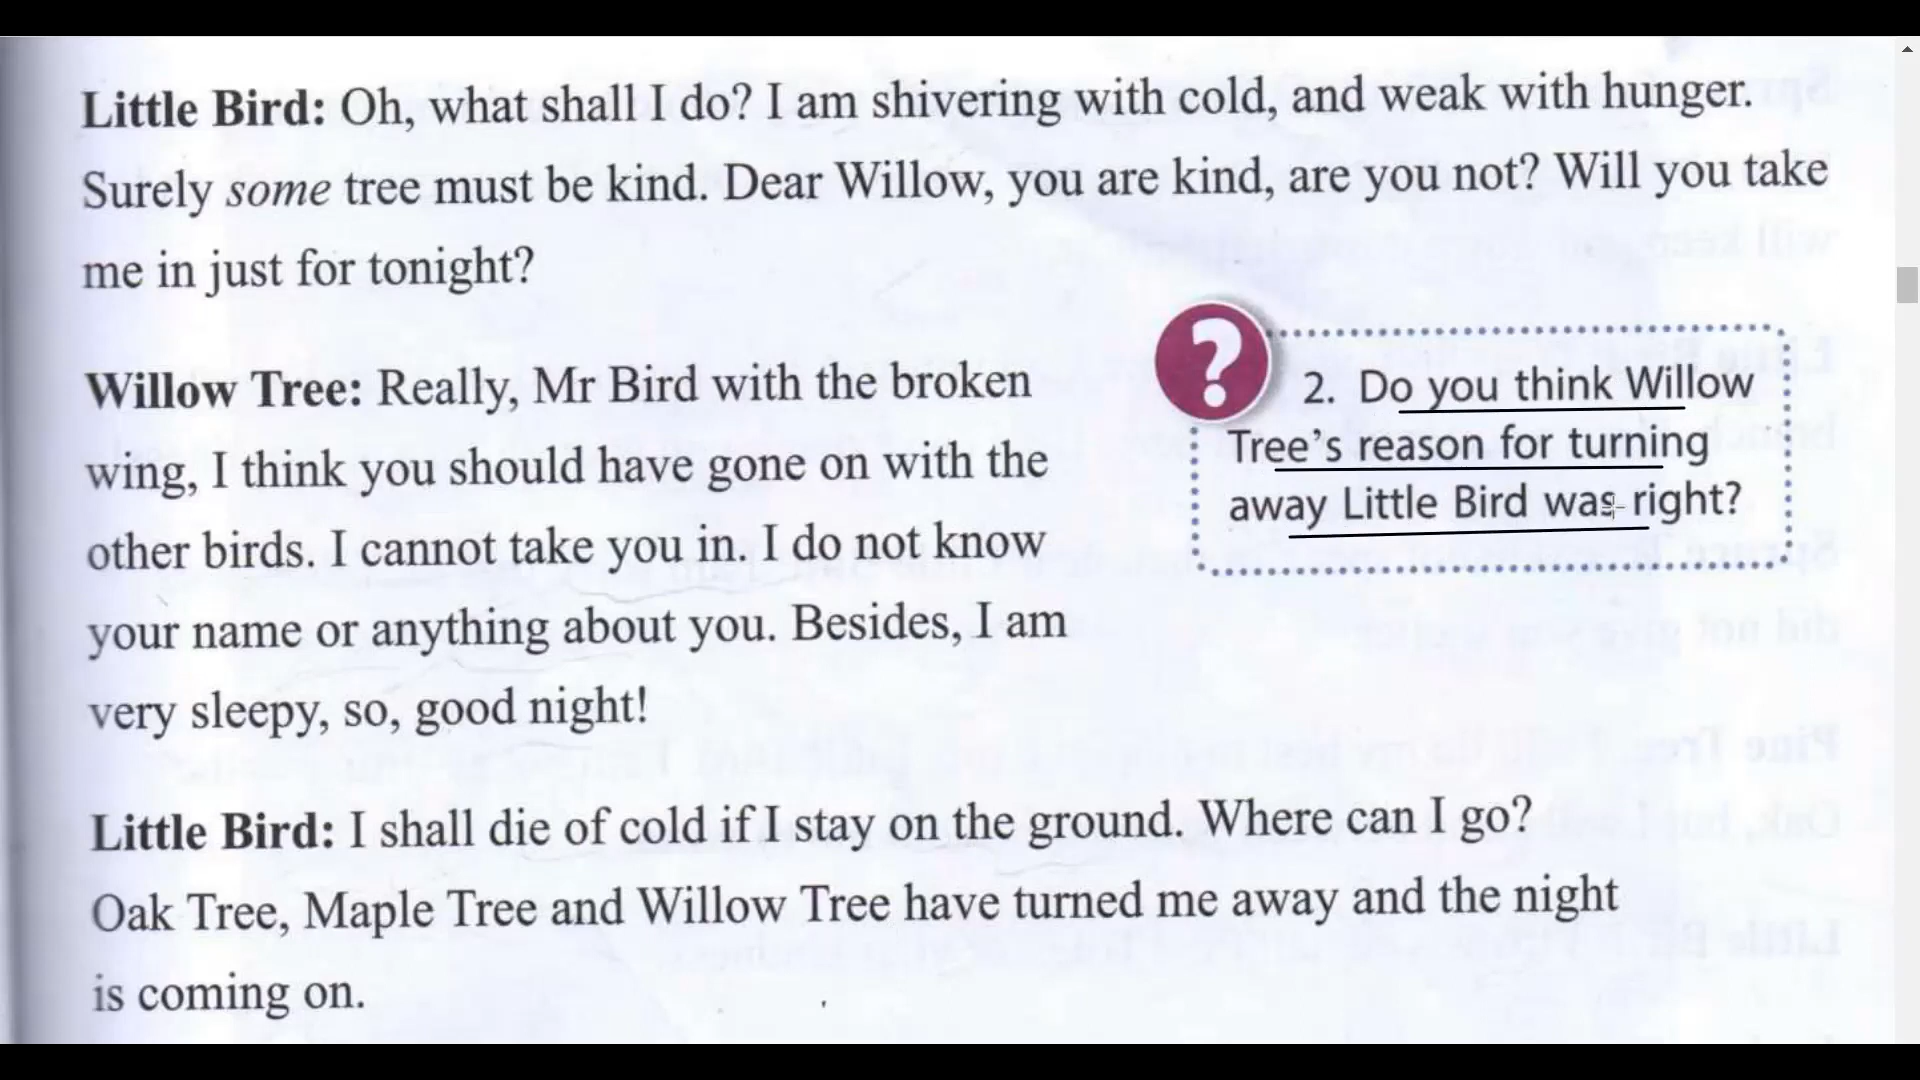 Little Bird: Oh, what shall I do? I am shivering with cold, and weak with hunger.
Surely some tree must be kind. Dear Willow, you are kind, are you not? Will you take
me in just for tonight?
Willow Tree: Really, Mr Bird with the broken
wing, I think you should have gone on with the
other birds. I cannot take you in. I do not know
your name or anything about you. Besides, I am
very sleepy, so, good night!
?
2. Do you think Willow
Tree's reason for turning
away Little Bird was right?
Little Bird: I shall die of cold if I stay on the ground. Where can I go?
Oak Tree, Maple Tree and Willow Tree have turned me away and the night
is coming on.